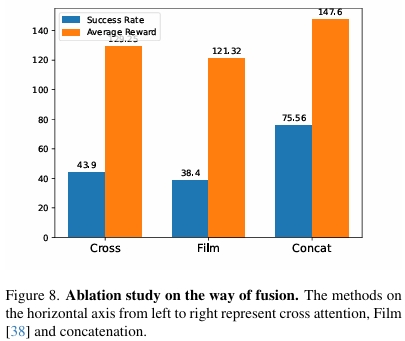 Success Rate
Average Reward
140
120
100
80
60
40
20
0
43.9
38.4
121.32
75.56
147.6
Cross
Film
Concat
Figure 8. Ablation study on the way of fusion. The methods on
the horizontal axis from left to right represent cross attention, Film
[38] and concatenation.